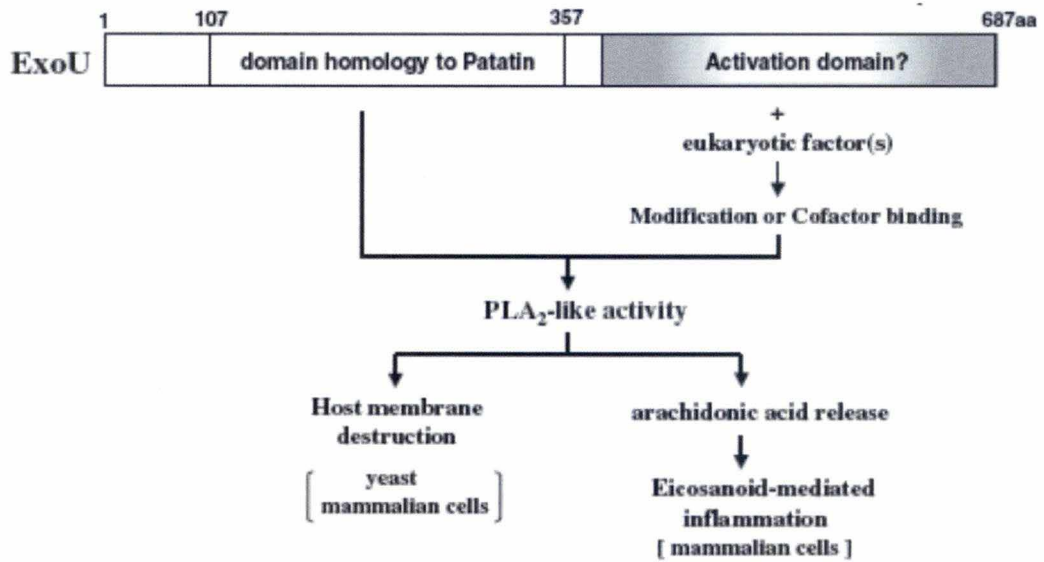 1 107 357 687aa
ExoU domain homology to Patatin Activation domain?
+
eukaryotic factor(s)
Modification or Cofactor binding
PLA₂-like activity
Host membrane
destruction
yeast
mammalian cells
arachidonic acid release
Eicosanoid-mediated
inflammation
[ mammalian cells ]